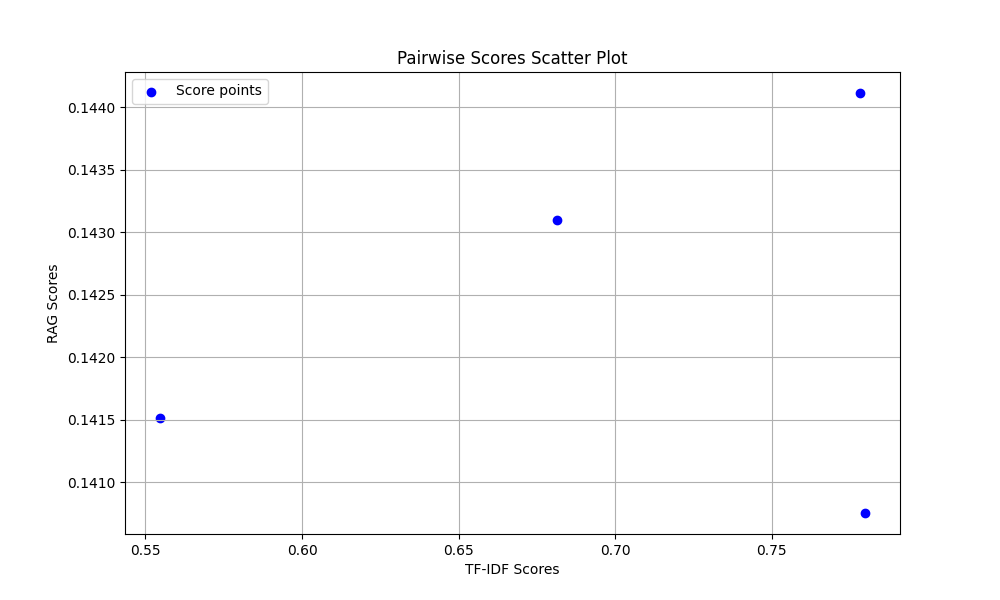 Pairwise Scores Scatter Plot
Score points
0.1440
0.1435
0.1430
0.1425
0.1420
0.1415
0.1410
RAG Scores
0.55 0.60 0.65 0.70 0.75
TF-IDF Scores